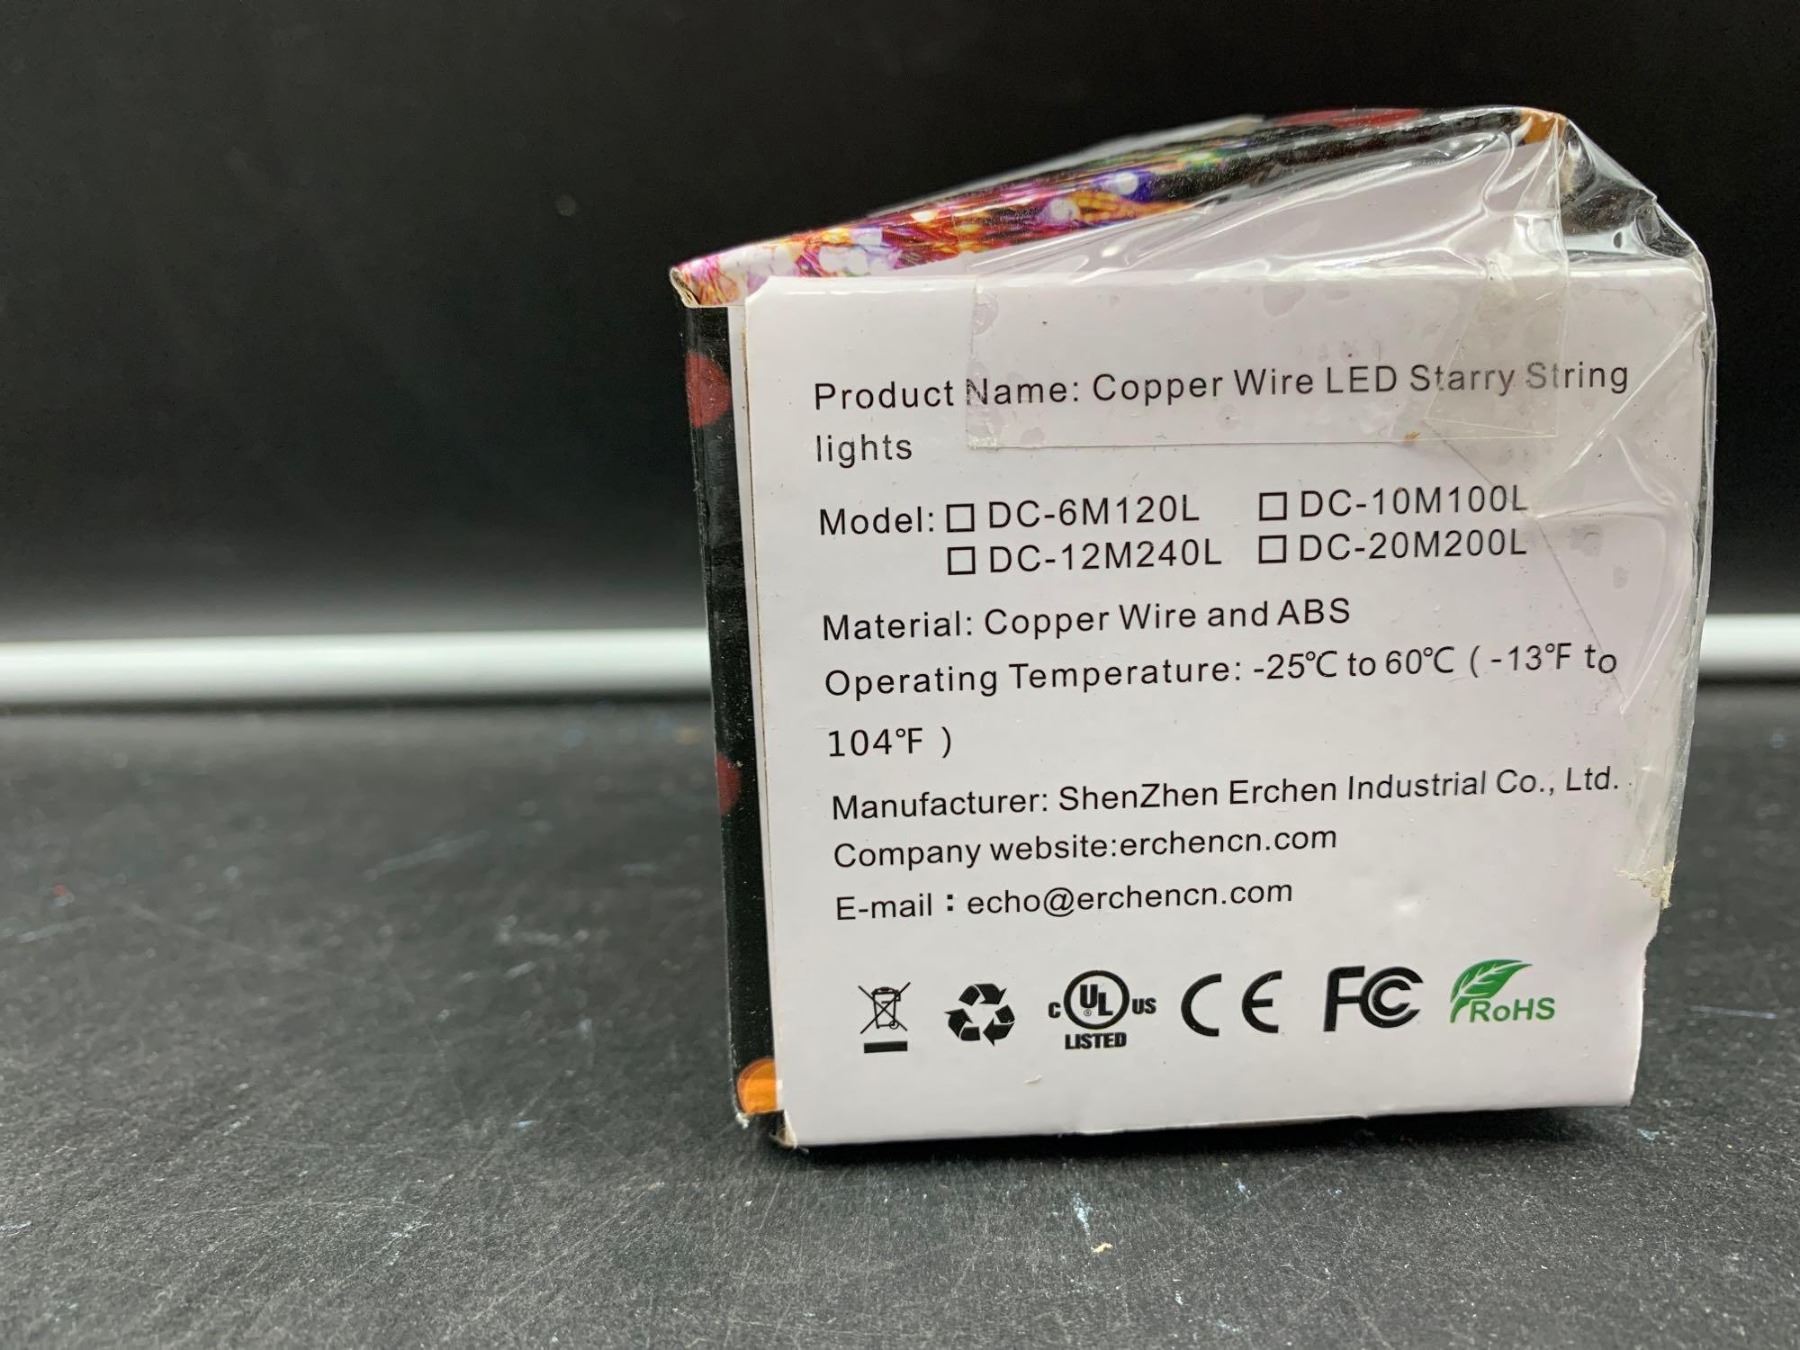 Product Name: Copper Wire LED Starry String
lights
Model: □ DC-6M120L □ DC-10M100L
□ DC-12M240L □ DC-20M200L
Material: Copper Wire and ABS
Operating Temperature: -25℃ to 60℃ ( -13℉ to
104℉ )
Manufacturer: ShenZhen Erchen Industrial Co., Ltd.
Company website:erchencn.com
E-mail：echo@erchencn.com
c UL ® US LISTED CE FC RoHS